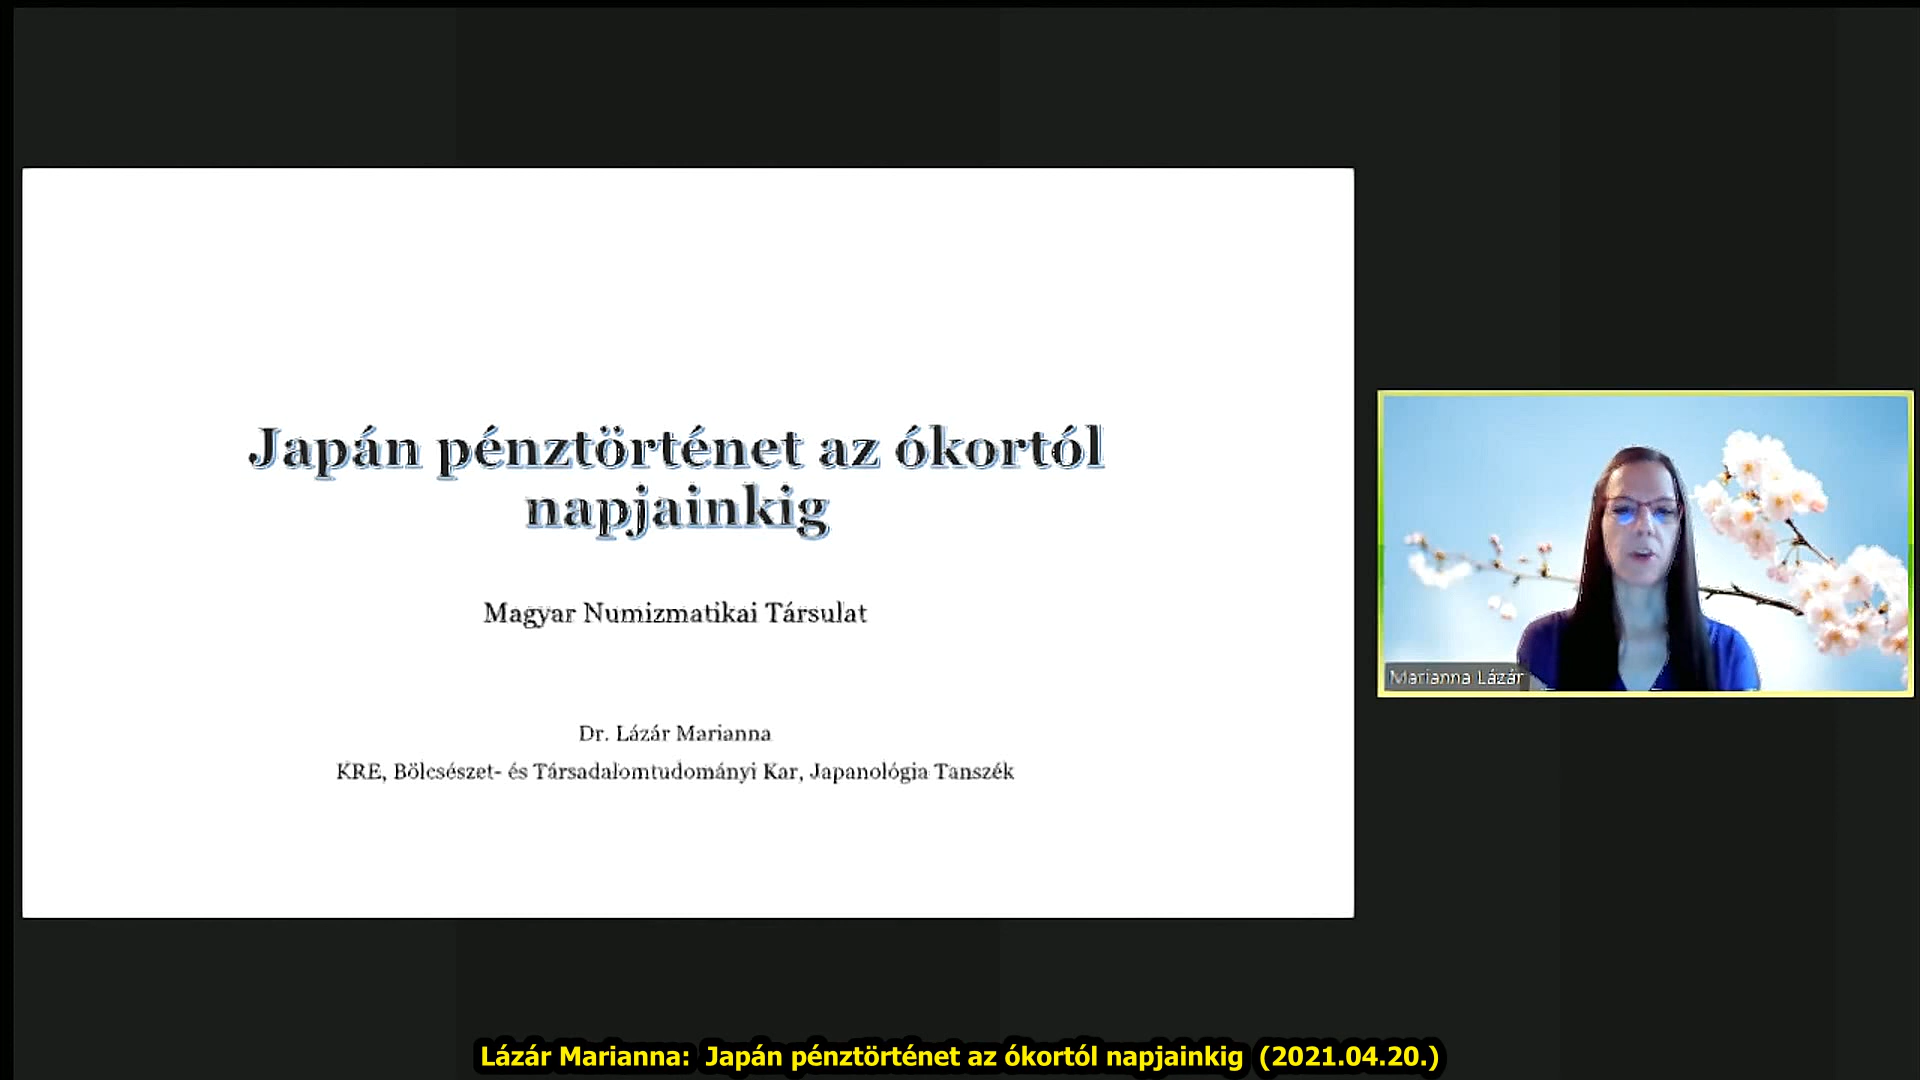 Japán pénztörténet az ókortól
napjainkig
Magyar Numizmatikai Társulat
Dr. Lázár Marianna
KRE, Bölcsészet- és Társadalomtudományi Kar, Japanológia Tanszék
Marianna Lázár
Lázár Marianna: Japán pénztörténet az ókortól napjainkig (2021.04.20.)